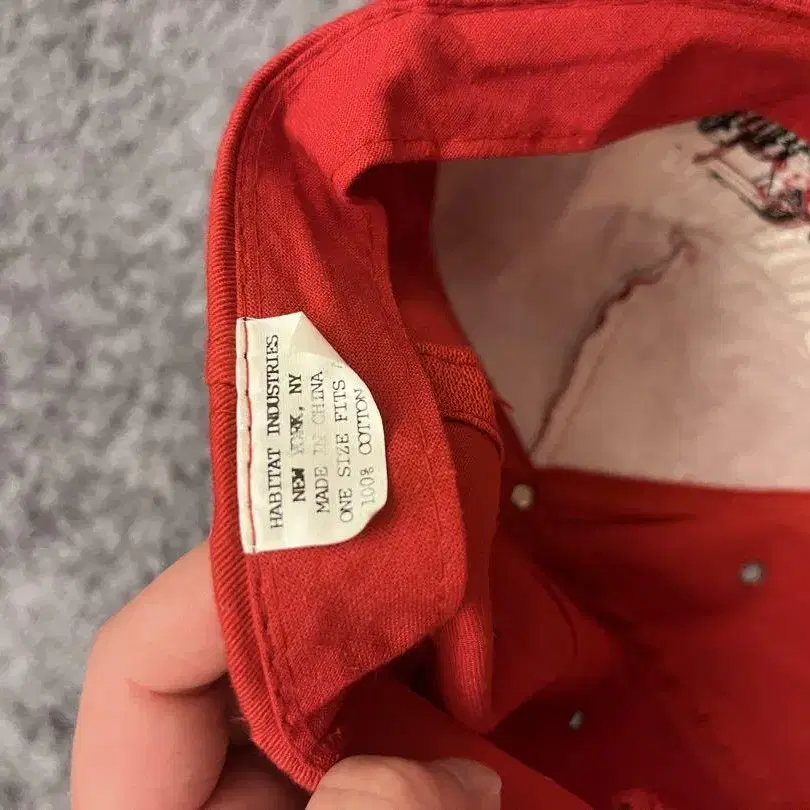 HABITAT INDUSTRIES
NEW YORK, NY
MADE IN CHINA
ONE SIZE FITS
100% COTTON